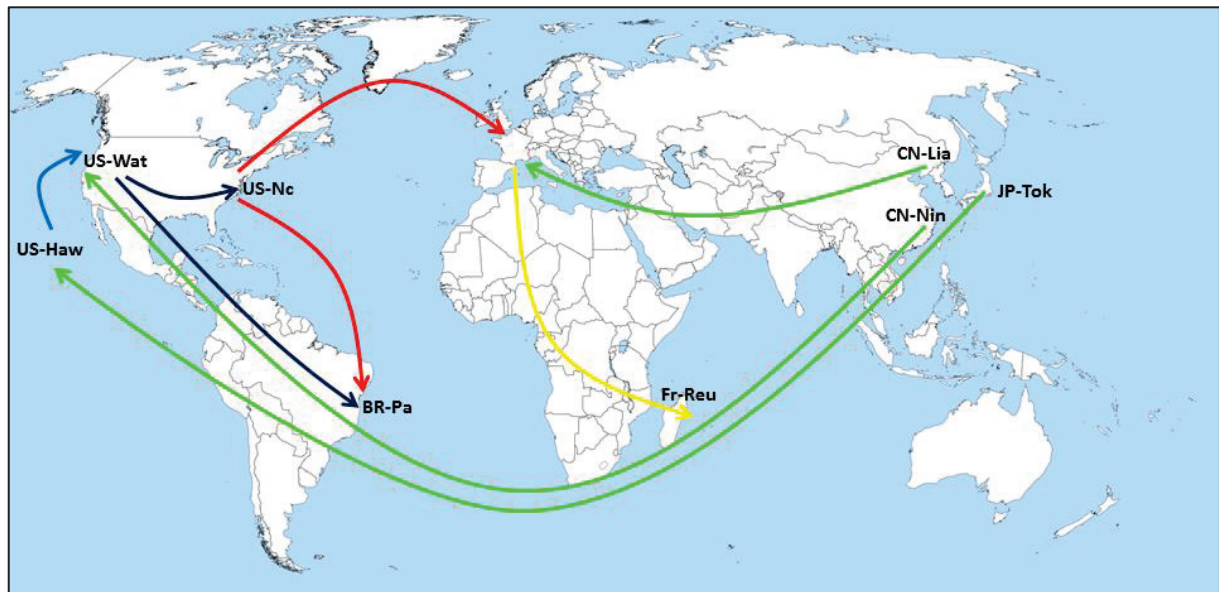 US-Wat
CN-Lia
US-Nc
JP-Tok
CN-Nin
US-Haw
Fr-Reu
BR-Pa